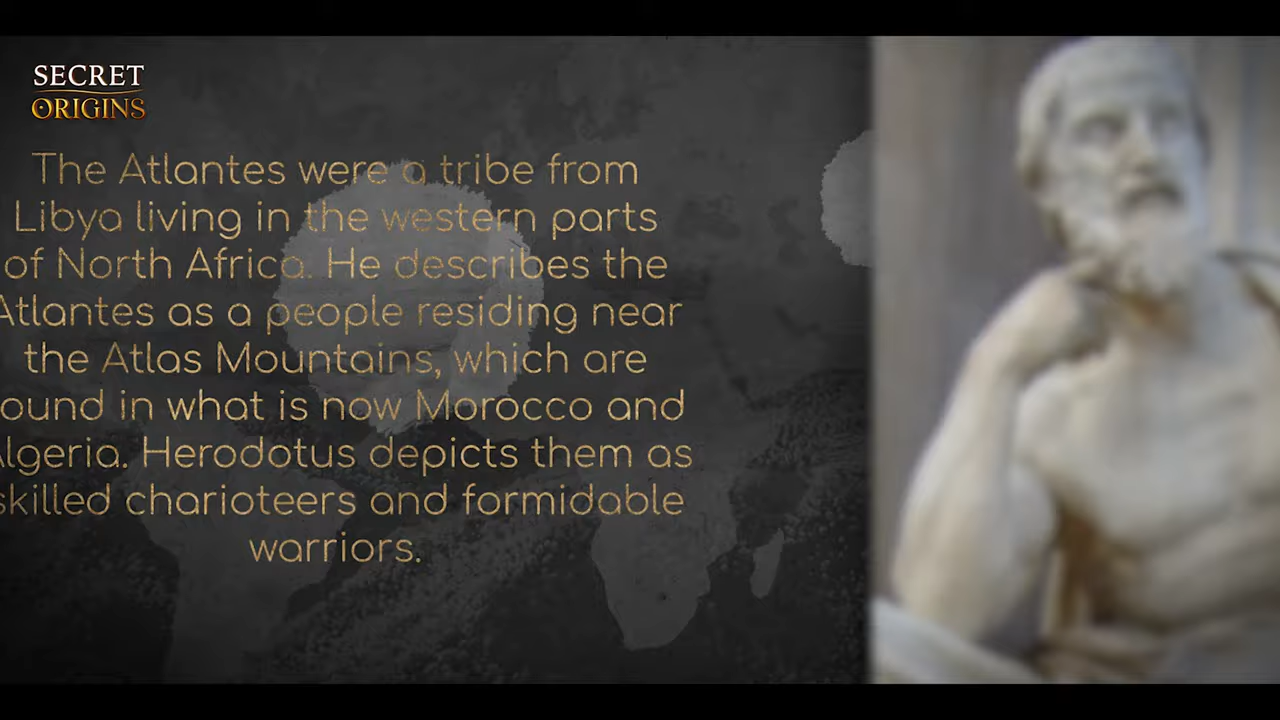 SECRET
ORIGINS
The Atlantes were a tribe from
Libya living in the western parts
of North Africa. He describes the
Atlantes as a people residing near
the Atlas Mountains, which are
ound in what is now Morocco and
lgeria. Herodotus depicts them as
skilled charioteers and formidable
warriors.